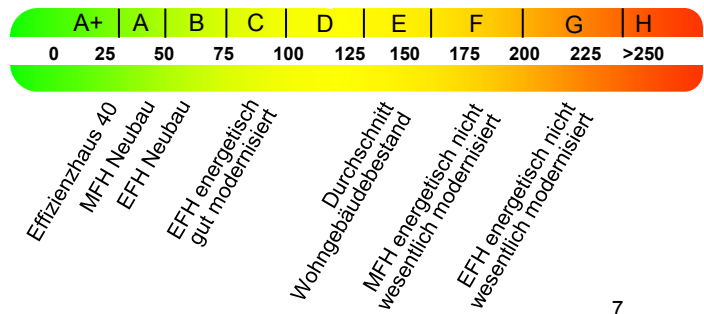 A+ A B C D E F G H
0 25 50 75 100 125 150 175 200 225 >250
Effizienzhaus 40
MFH Neubau
EFH Neubau
EFH energetisch
gut modernisiert
Durchschnitt
Wohngebäudebestand
MFH energetisch nicht
wesentlich modernisiert
EFH energetisch nicht
wesentlich modernisiert
7